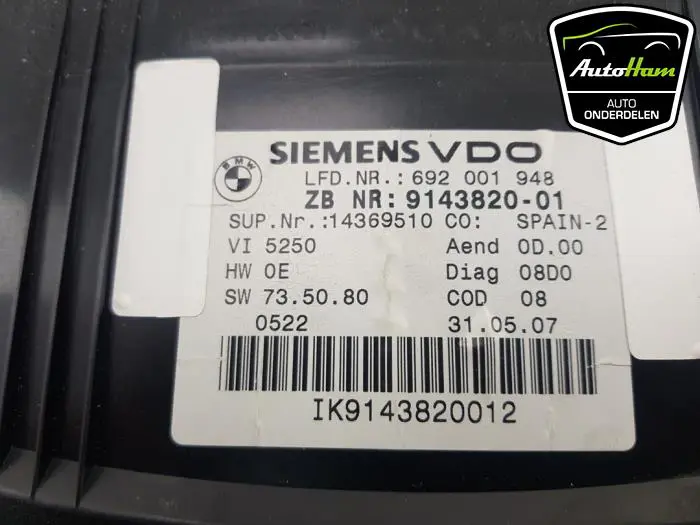 AutoHam
AUTO
ONDERDELEN
BMW
SIEMENS VDO
LFD.NR.: 692 001 948
ZB NR: 9143820-01
SUP.Nr.:14369510 CO: SPAIN-2
VI 5250 Aend 0D.00
HW 0E Diag 08D0
SW 73.50.80 COD 08
0522 31.05.07
IK9143820012